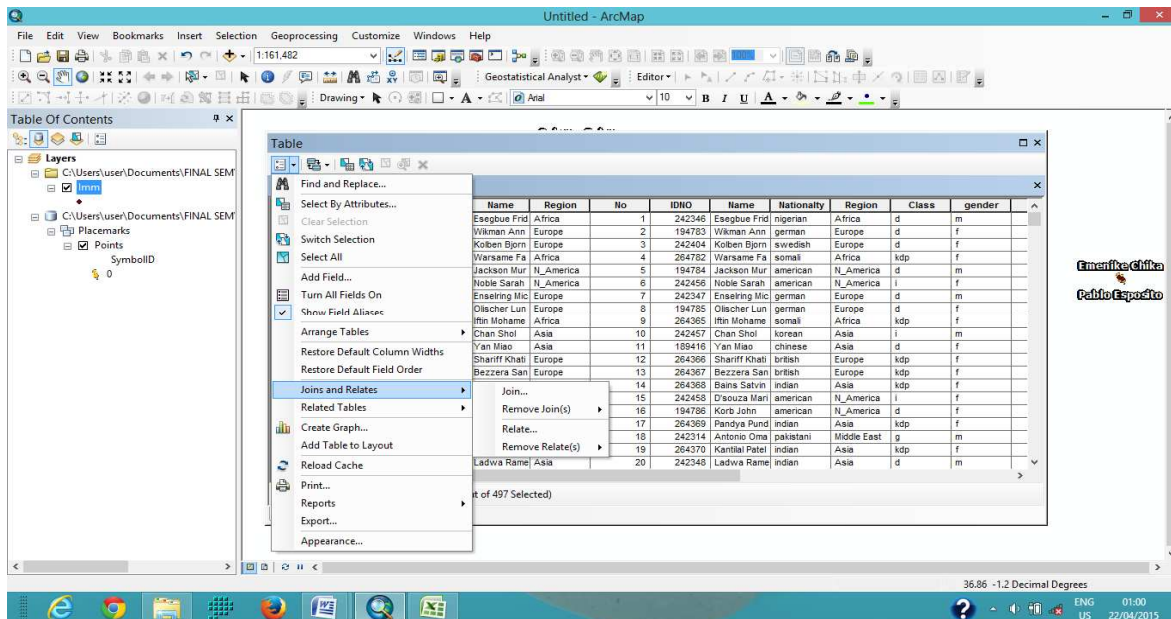 Untitled - ArcMap
File Edit View Bookmarks Insert Selection Geoprocessing Customize Windows Help
1:161,482
Geostatistical Analyst Editor
Drawing Arial 10 B I U A
Table Of Contents
Layers
C:\Users\user\Documents\FINAL SEM
Imm
C:\Users\user\Documents\FINAL SEM
Placemarks
Points
SymbolID
0
Table
Find and Replace...
Select By Attributes...
Clear Selection
Switch Selection
Select All
Add Field...
Turn All Fields On
Show Field Aliases
Arrange Tables
Restore Default Column Widths
Restore Default Field Order
Joins and Relates
Related Tables
Create Graph...
Add Table to Layout
Reload Cache
Print...
Reports
Export...
Appearance...
Join...
Remove Join(s)
Relate...
Remove Relate(s)
Name Region No IDNO Name Nationality Region Class gender
Esegbue Frid Africa 1 242346 Esegbue Frid nigerian Africa d m
Wikman Ann Europe 2 194783 Wikman Ann german Europe d f
Kolben Bjorn Europe 3 242404 Kolben Bjorn swedish Europe d f
Warsame Fa Africa 4 264782 Warsame Fa somali Africa kdp f
Jackson Mur N_America 5 194784 Jackson Mur american N_America d m
Noble Sarah N_America 6 242456 Noble Sarah american N_America i f
Enselring Mic Europe 7 242347 Enselring Mic german Europe d m
Olischer Lun Europe 8 194785 Olischer Lun german Europe d f
Iftin Mohame Africa 9 264365 Iftin Mohame somali Africa kdp f
Chan Shol Asia 10 242457 Chan Shol korean Asia i m
Yan Miao Asia 11 189416 Yan Miao chinese Asia d f
Shariff Khati Europe 12 264366 Shariff Khati british Europe kdp f
Bezzera San Europe 13 264367 Bezzera San british Europe kdp f
14 264368 Bains Satvin indian Asia kdp f
15 242458 D'souza Mari american N_America i f
16 194786 Korb John american N_America d m
17 264369 Pandya Pund indian Asia kdp f
18 242314 Antonio Oma pakistani Middle East g m
19 264370 Kantilal Patel indian Asia kdp f
Ladwa Rame Asia 20 242348 Ladwa Rame indian Asia d m
t of 497 Selected)
Emenike Chika
Pablo Esposito
36.86 -1.2 Decimal Degrees
ENG
US
01:00
22/04/2015